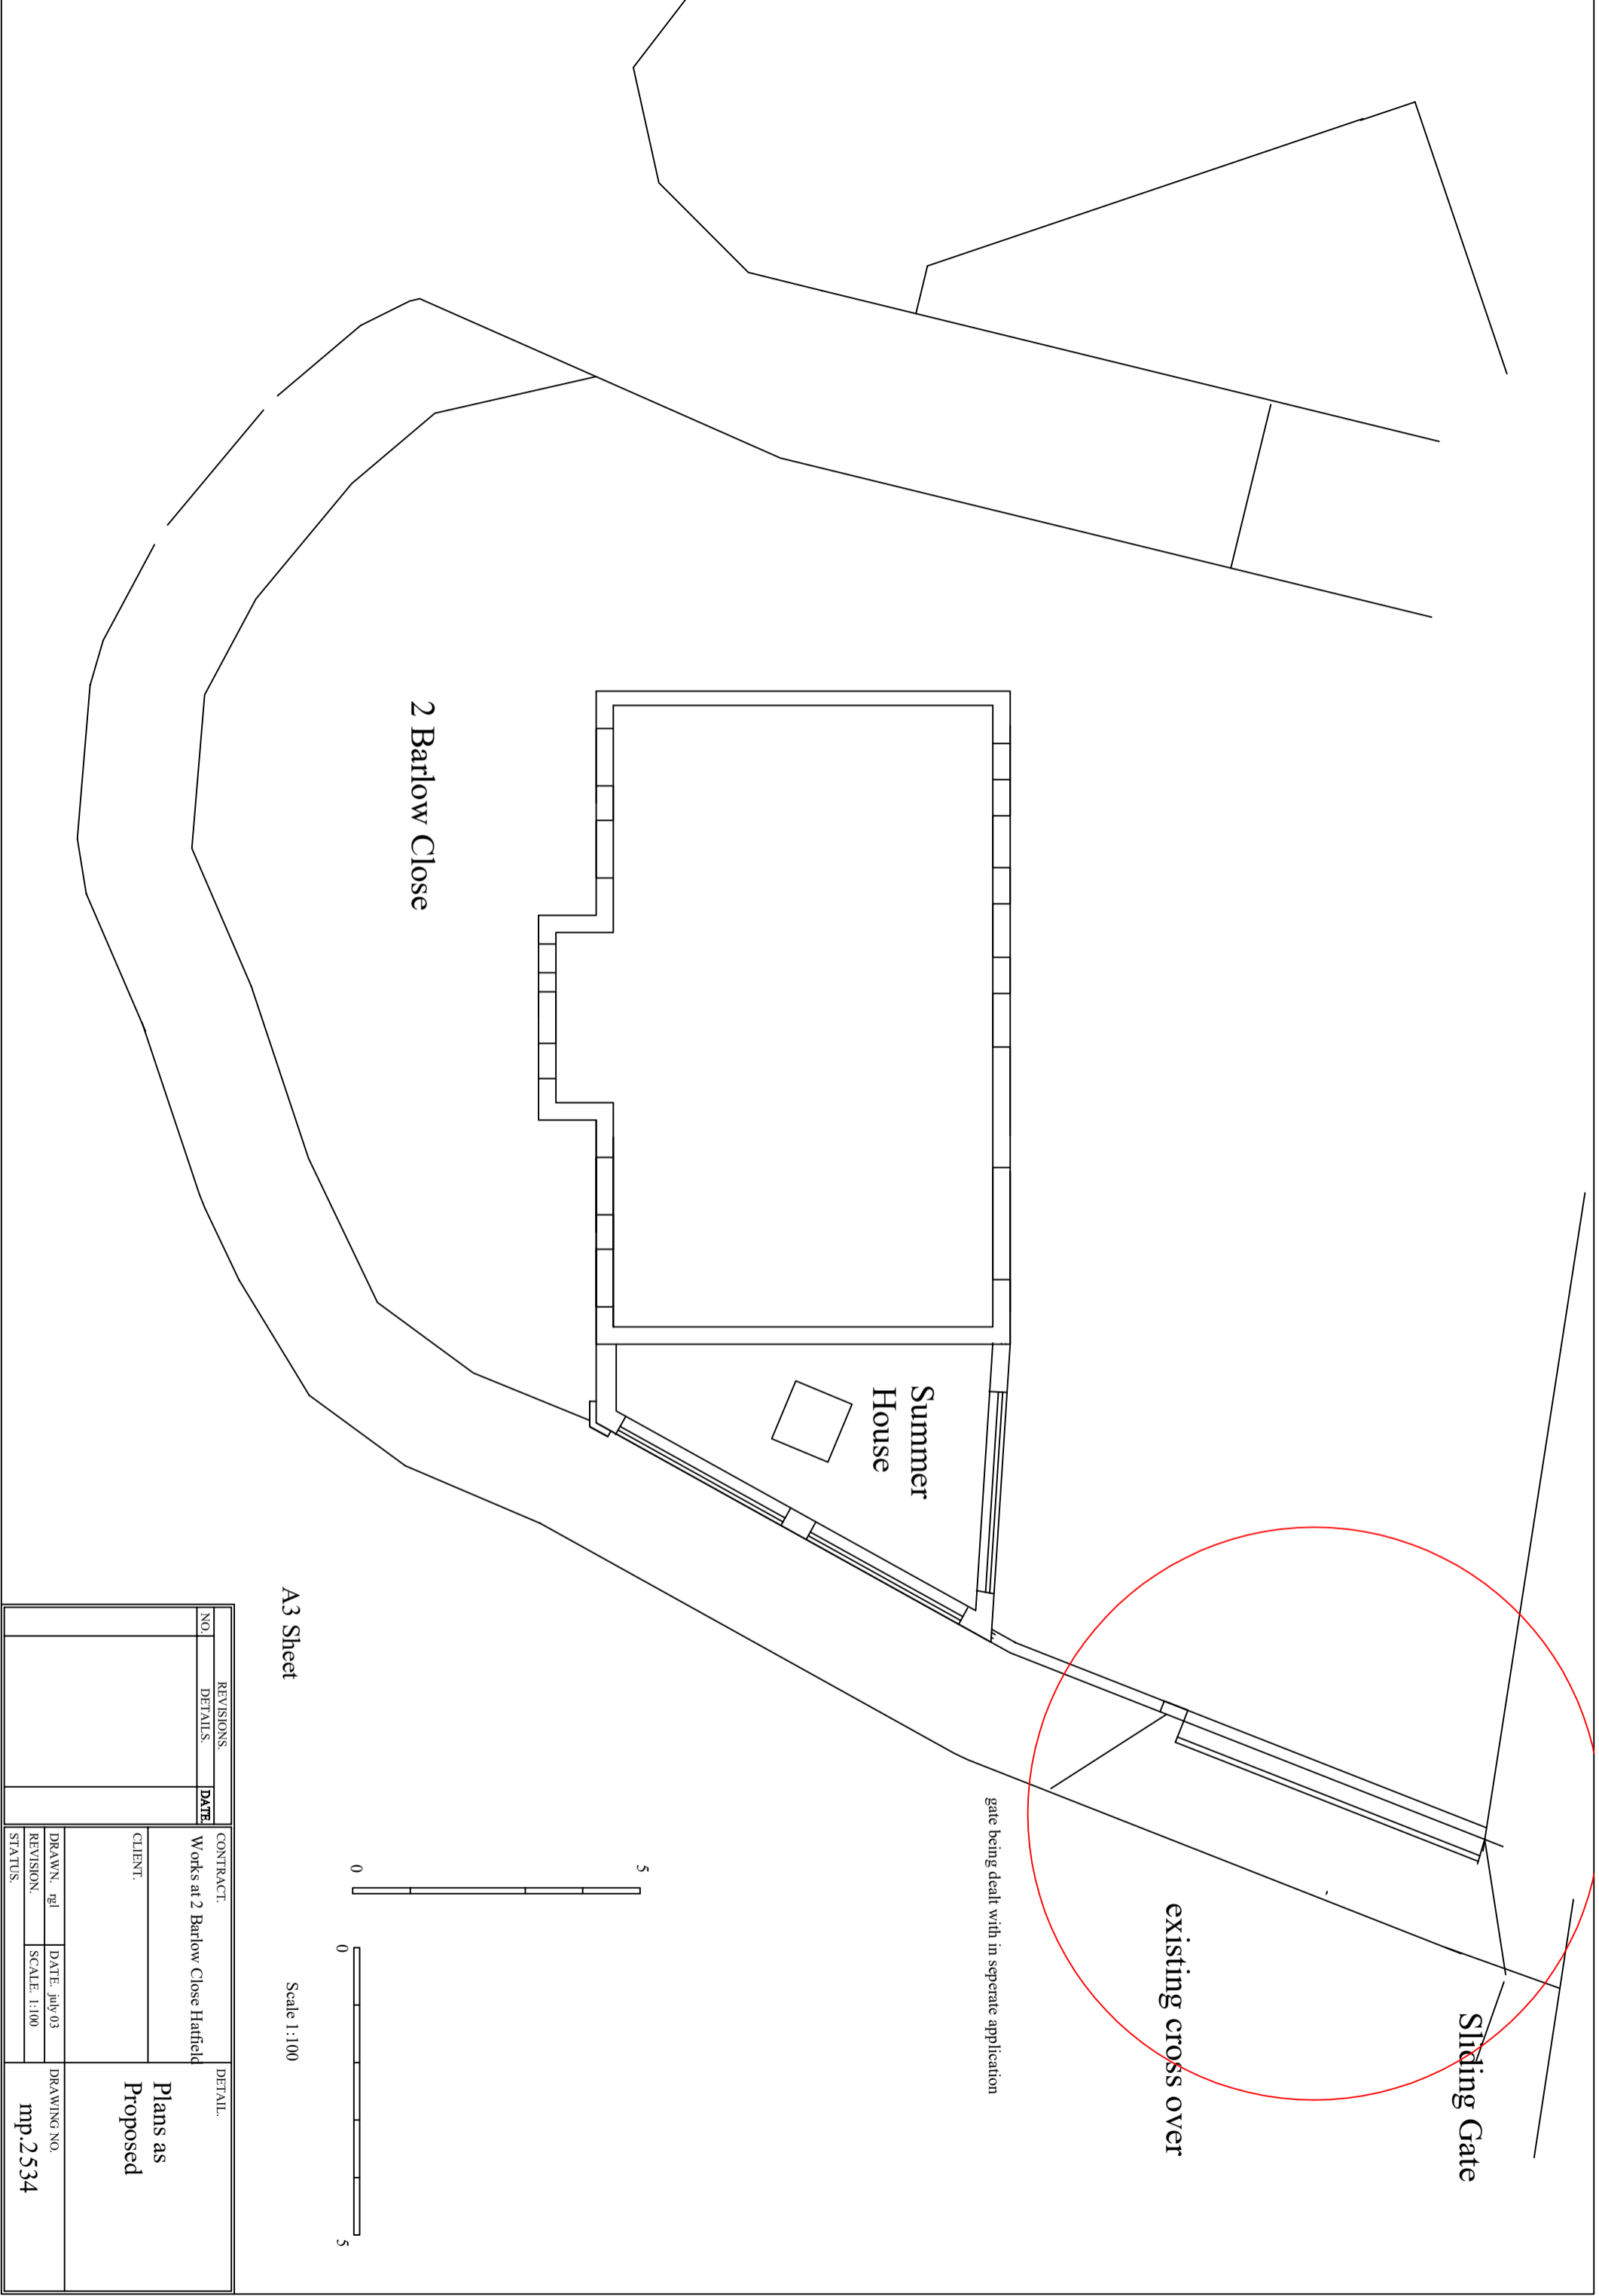 Sliding Gate
existing cross over
gate being dealt with in seperate application
Summer
House
2 Barlow Close
A3 Sheet
0
5
0
5
Scale 1:100
REVISIONS.
NO.
DETAILS.
DATE.
CONTRACT.
Works at 2 Barlow Close Hatfield
CLIENT.
DRAWN. rgl
DATE. july 03
REVISION.
SCALE. 1:100
STATUS.
DETAIL.
Plans as
Proposed
DRAWING NO.
mp.2534